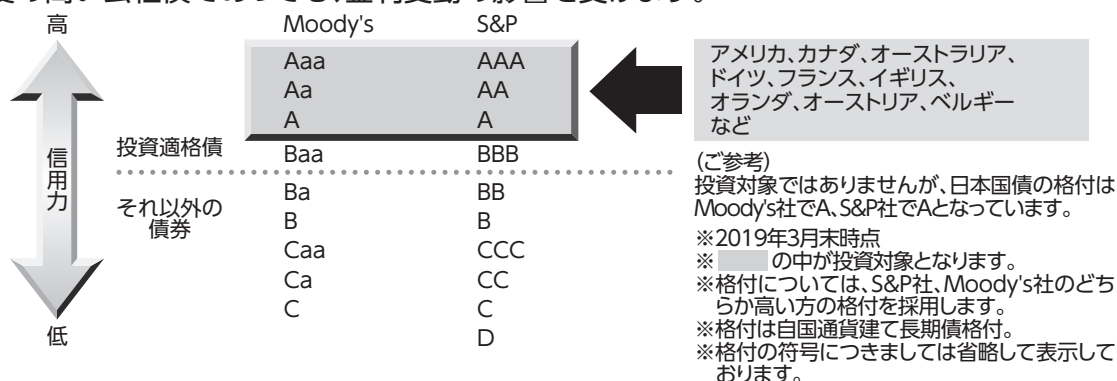 高 Moody's S&P
Aaa AAA
Aa AA
A A
投資適格債 Baa BBB
Ba BB
それ以外の
債券
B B
Caa CCC
Ca CC
C C
D
信用力
低
アメリカ、カナダ、オーストラリア、
ドイツ、フランス、イギリス、
オランダ、オーストリア、ベルギー
など
(ご参考)
投資対象ではありませんが、日本国債の格付は
Moody's社でA、S&P社でAとなっています。
※2019年3月末時点
※ の中が投資対象となります。
※格付については、S&P社、Moody's社のどち
らか高い方の格付を採用します。
※格付は自国通貨建て長期債格付。
※格付の符号につきましては省略して表示して
おります。